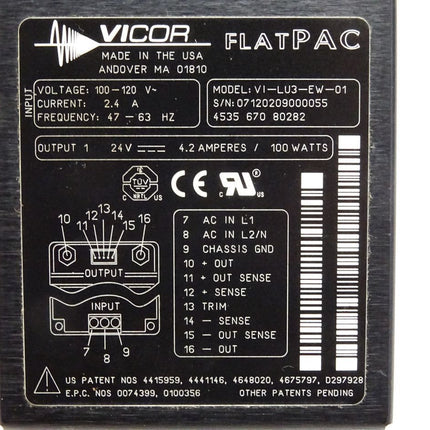 VICOR
FLATPAC
MADE IN THE USA
ANDOVER MA 01810
INPUT
VOLTAGE: 100-120 V~
CURRENT: 2.4 A
FREQUENCY: 47 - 63 HZ
MODEL: VI-LU3-EW-01
S/N: 07120209000055
4535 670 80282
OUTPUT 1 24V ⎓ 4.2 AMPERES / 100 WATTS
TÜV
NRTL
C US
CE
c RU US ®
12 13
11 14
10 15 16
OUTPUT
INPUT
7 8 9
7 AC IN L1
8 AC IN L2/N
9 CHASSIS GND
10 + OUT
11 + OUT SENSE
12 + SENSE
13 TRIM
14 - SENSE
15 - OUT SENSE
16 - OUT
US PATENT NOS 4415959, 4441146, 4648020, 4675797, D297928
E.P.C. NOS 0074399, 0100356 OTHER PATENTS PENDING